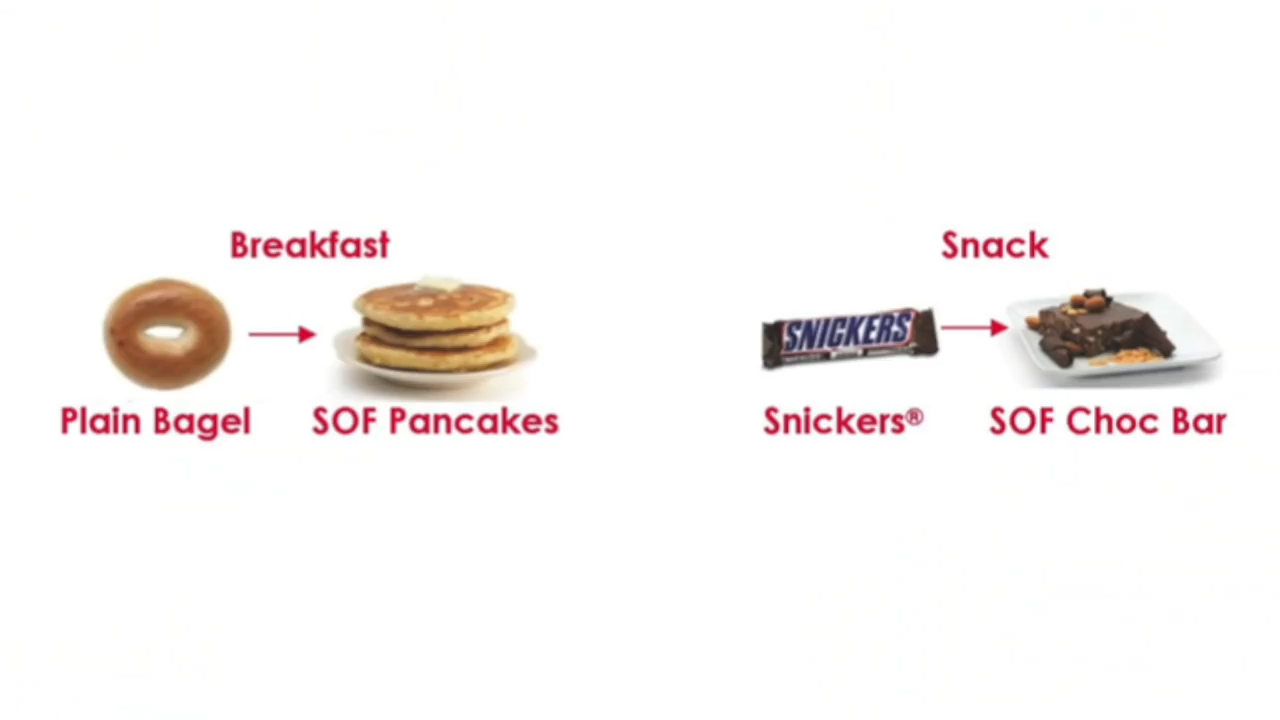 Breakfast
Snack
SNICKERS
Plain Bagel
SOF Pancakes
Snickers®
SOF Choc Bar